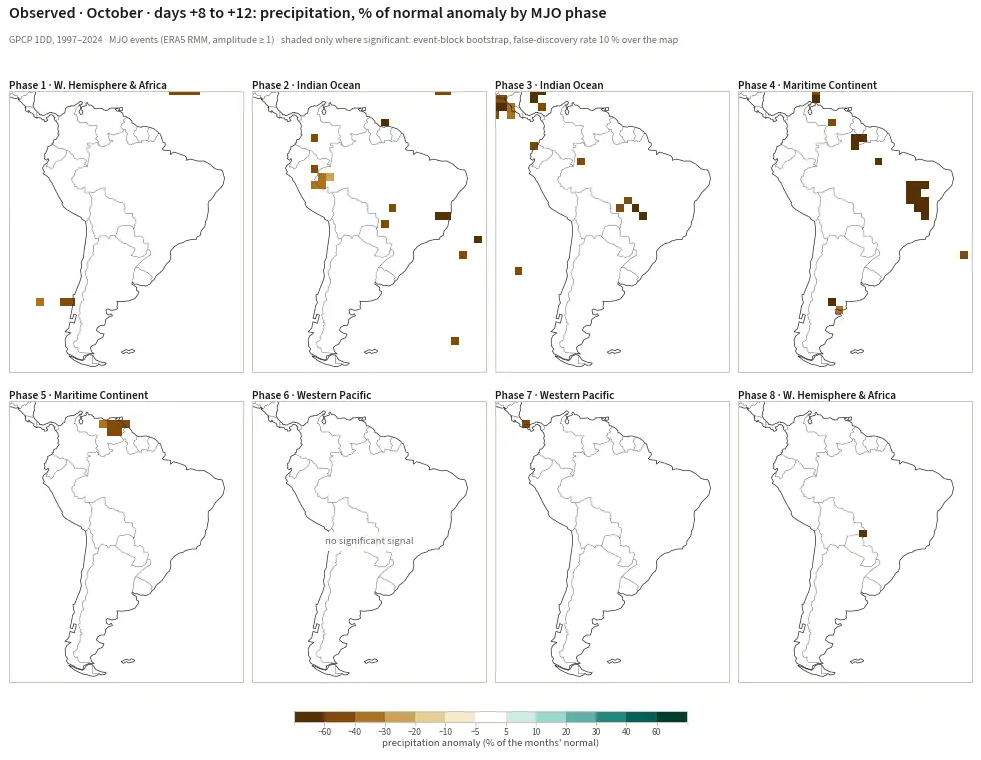 Observed · October · days +8 to +12: precipitation, % of normal anomaly by MJO phase
GPCP 1DD, 1997–2024 · MJO events (ERA5 RMM, amplitude ≥ 1) · shaded only where significant: event-block bootstrap, false-discovery rate 10 % over the map
Phase 1 · W. Hemisphere & Africa
Phase 2 · Indian Ocean
Phase 3 · Indian Ocean
Phase 4 · Maritime Continent
Phase 5 · Maritime Continent
Phase 6 · Western Pacific
Phase 7 · Western Pacific
Phase 8 · W. Hemisphere & Africa
no significant signal
−60 −40 −30 −20 −10 −5 5 10 20 30 40 60
precipitation anomaly (% of the months' normal)